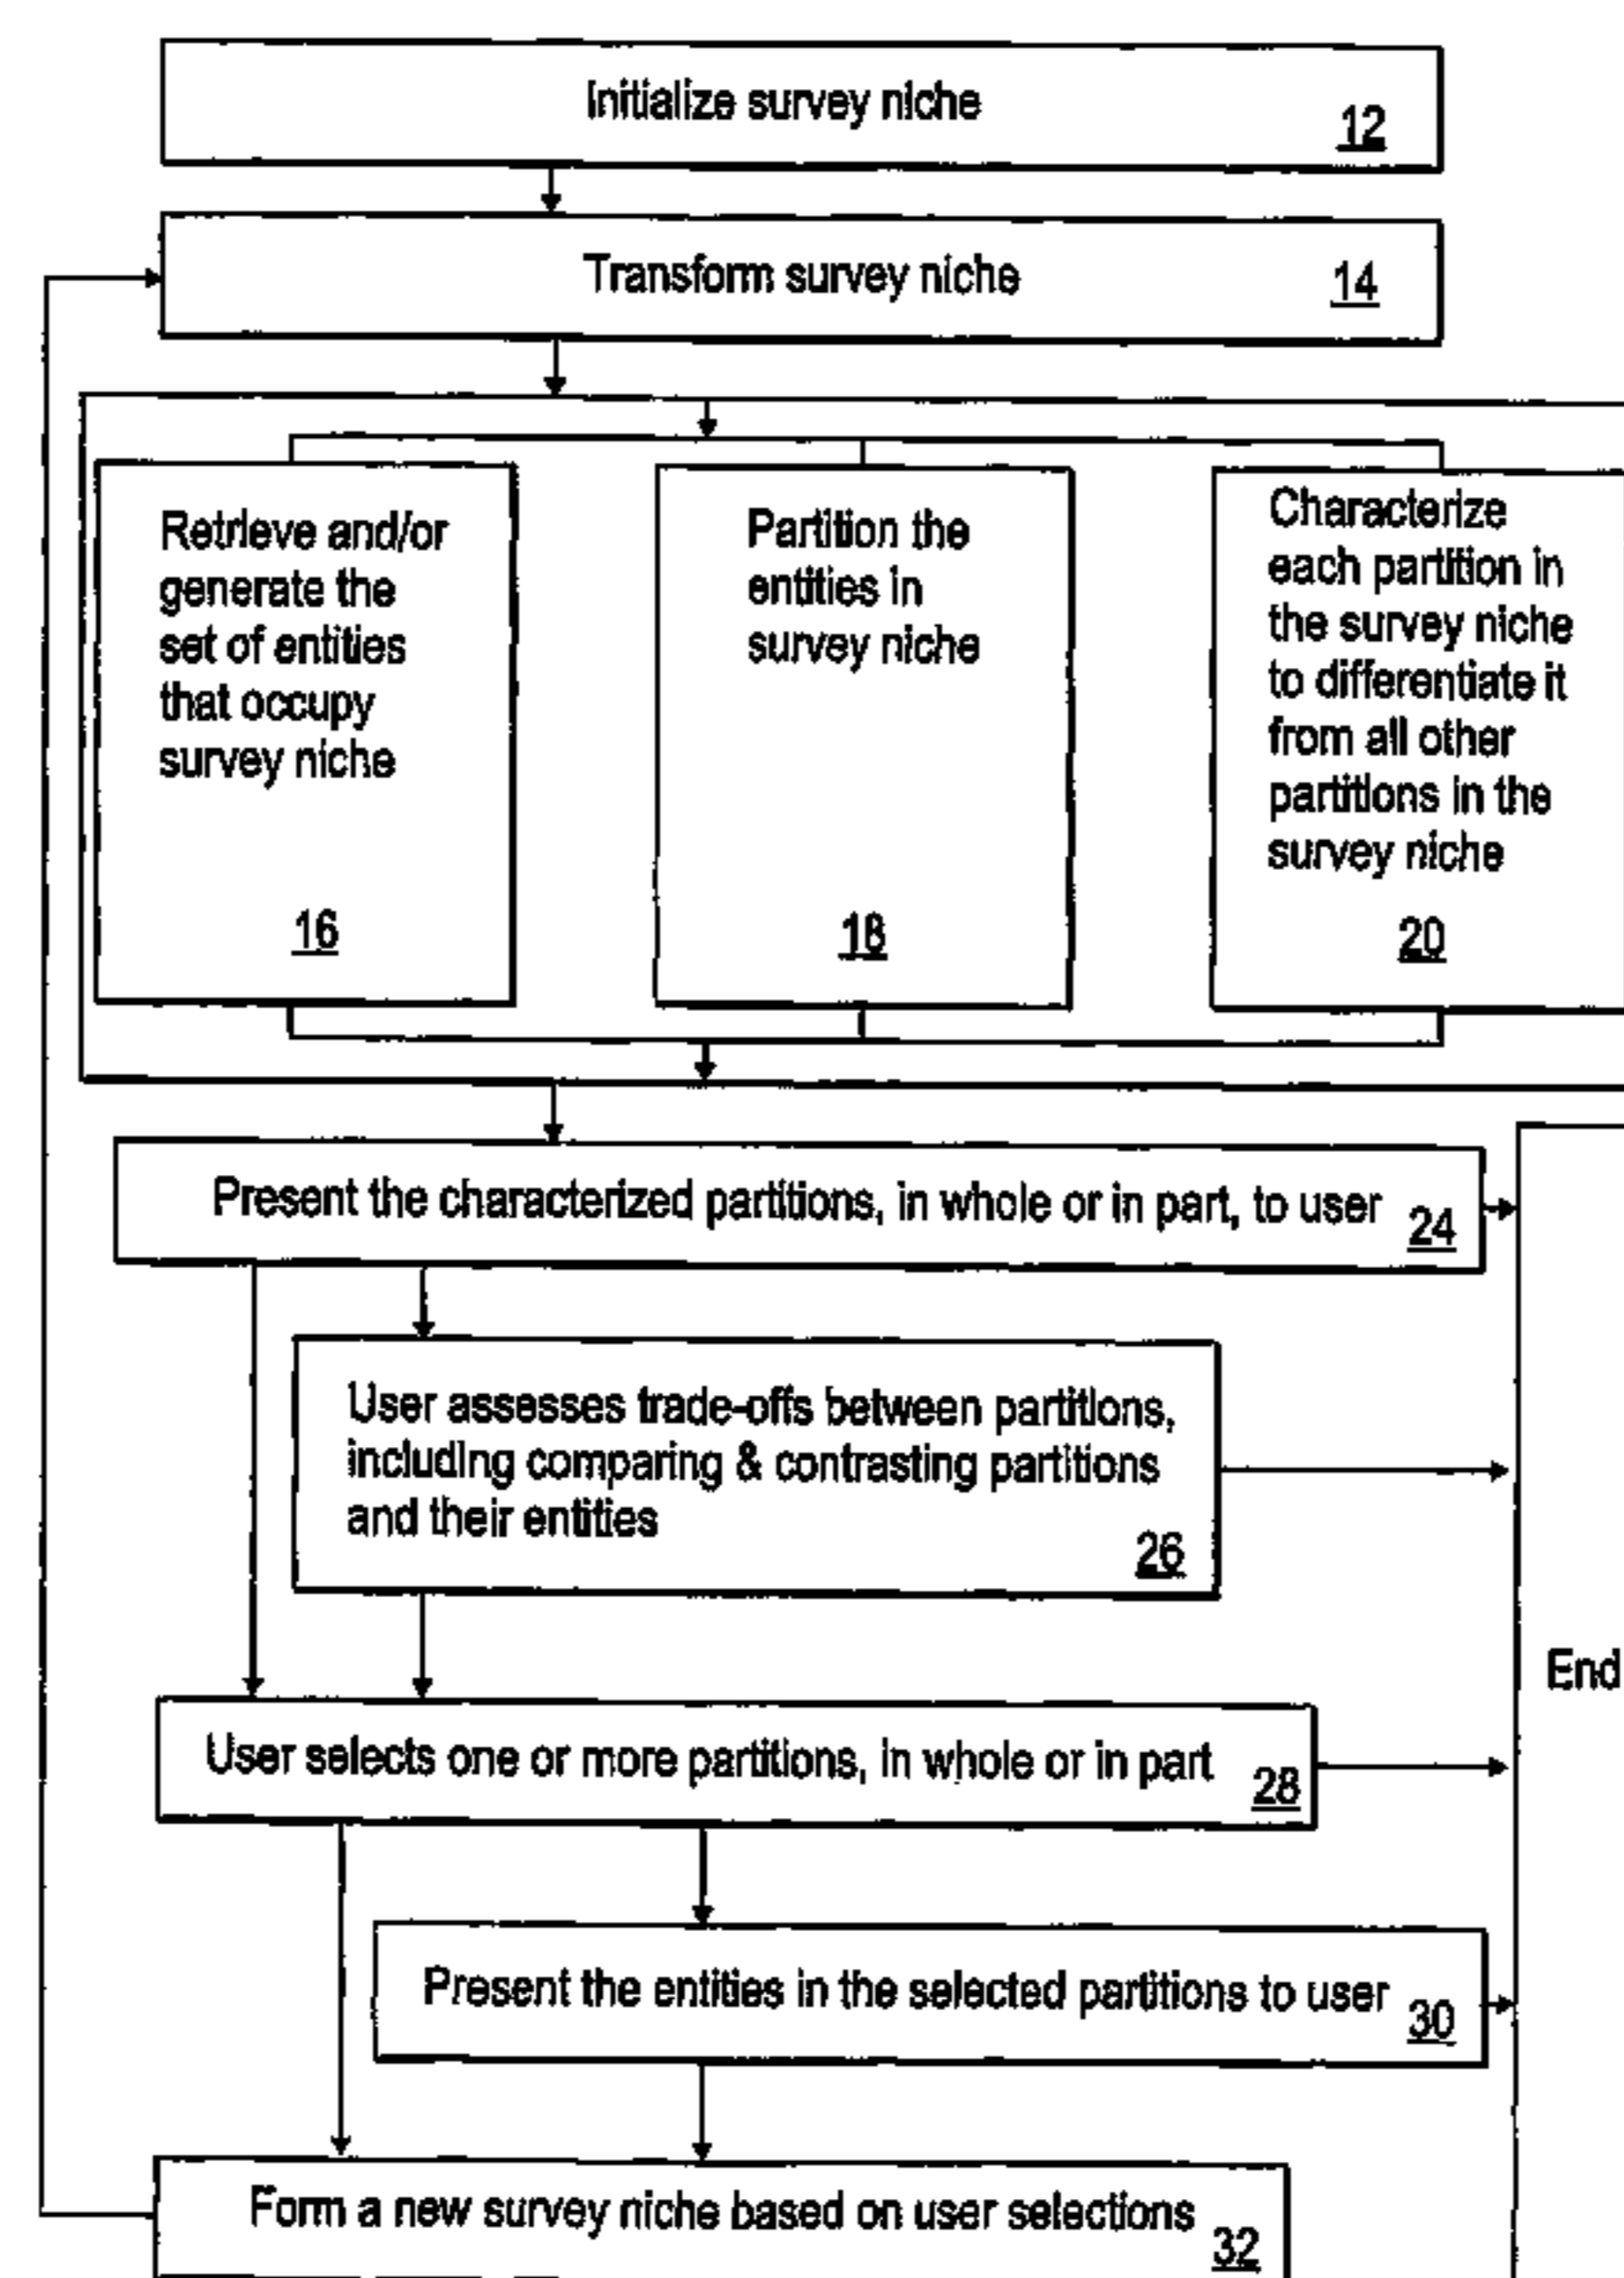 Initialize survey niche
12
Transform survey niche
14
Retrieve and/or
generate the
set of entities
that occupy
survey niche
16
Partition the
entities in
survey niche
18
Characterize
each partition in
the survey niche
to differentiate it
from all other
partitions in the
survey niche
20
Present the characterized partitions, in whole or in part, to user
24
User assesses trade-offs between partitions,
including comparing & contrasting partitions
and their entities
26
End
User selects one or more partitions, in whole or in part
28
Present the entities in the selected partitions to user
30
Form a new survey niche based on user selections
32